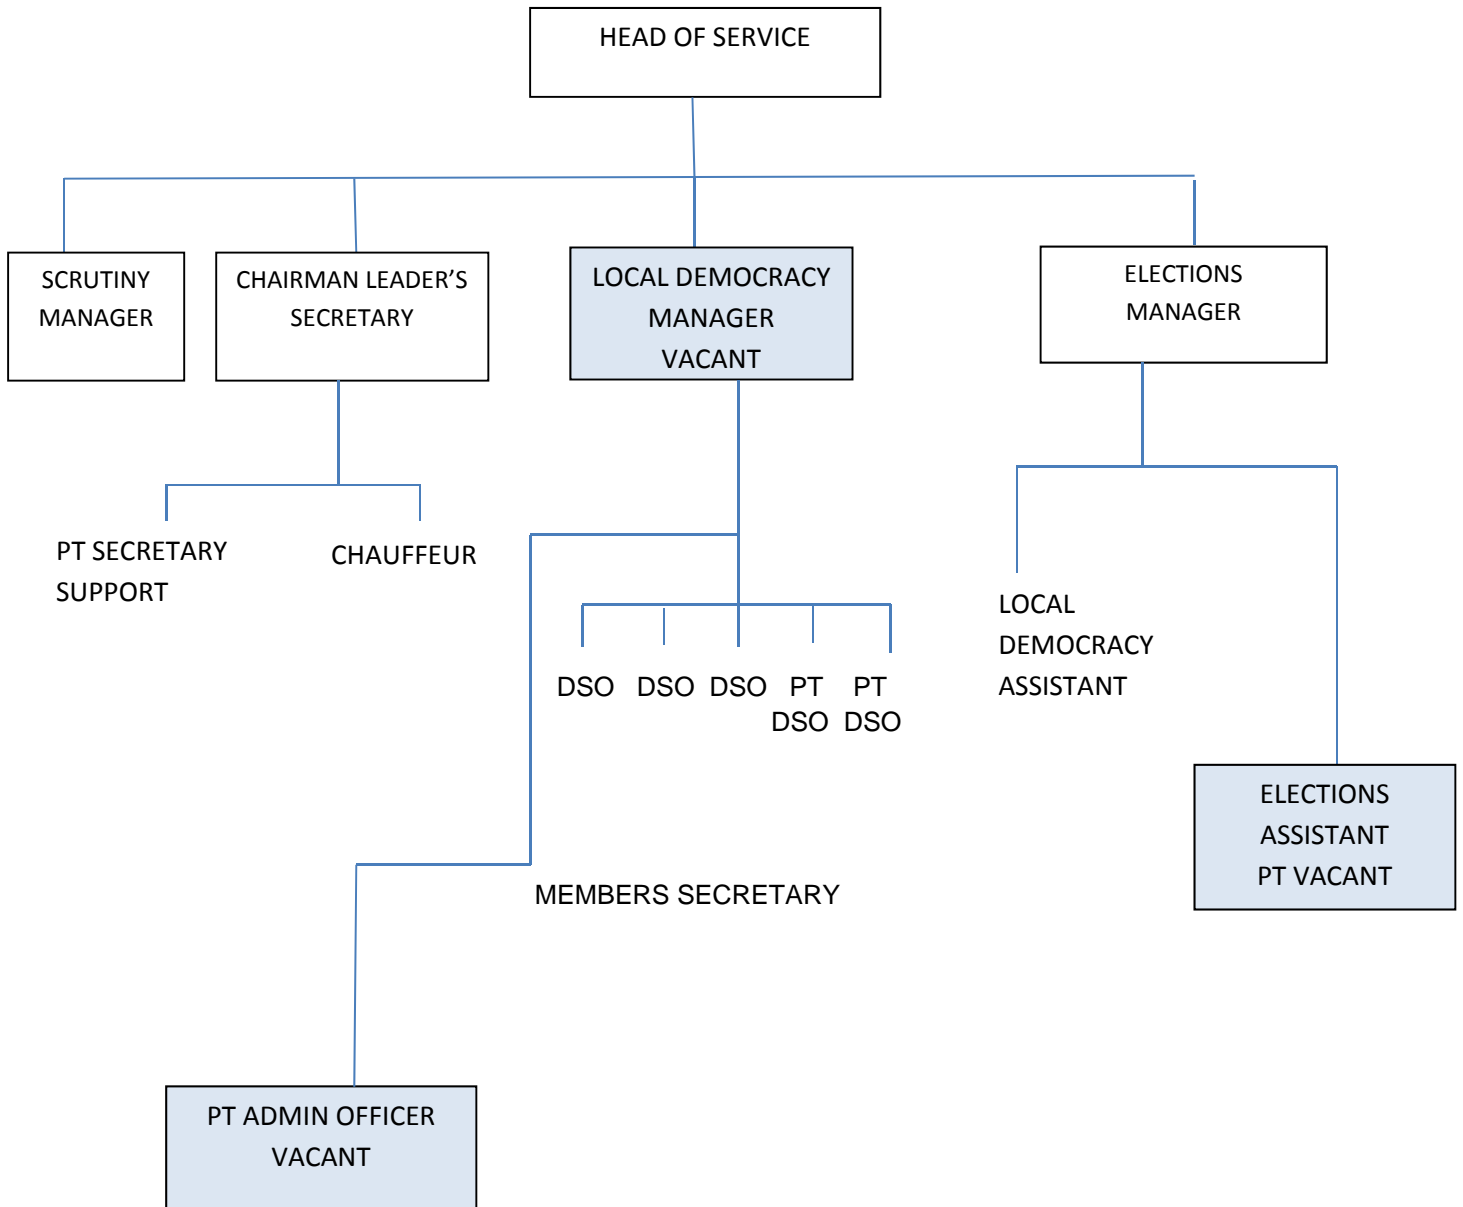 HEAD OF SERVICE
SCRUTINY
MANAGER
CHAIRMAN LEADER’S
SECRETARY
LOCAL DEMOCRACY
MANAGER
VACANT
ELECTIONS
MANAGER
PT SECRETARY
SUPPORT
CHAUFFEUR
DSO
DSO
DSO
PT
DSO
PT
DSO
LOCAL
DEMOCRACY
ASSISTANT
ELECTIONS
ASSISTANT
PT VACANT
MEMBERS SECRETARY
PT ADMIN OFFICER
VACANT